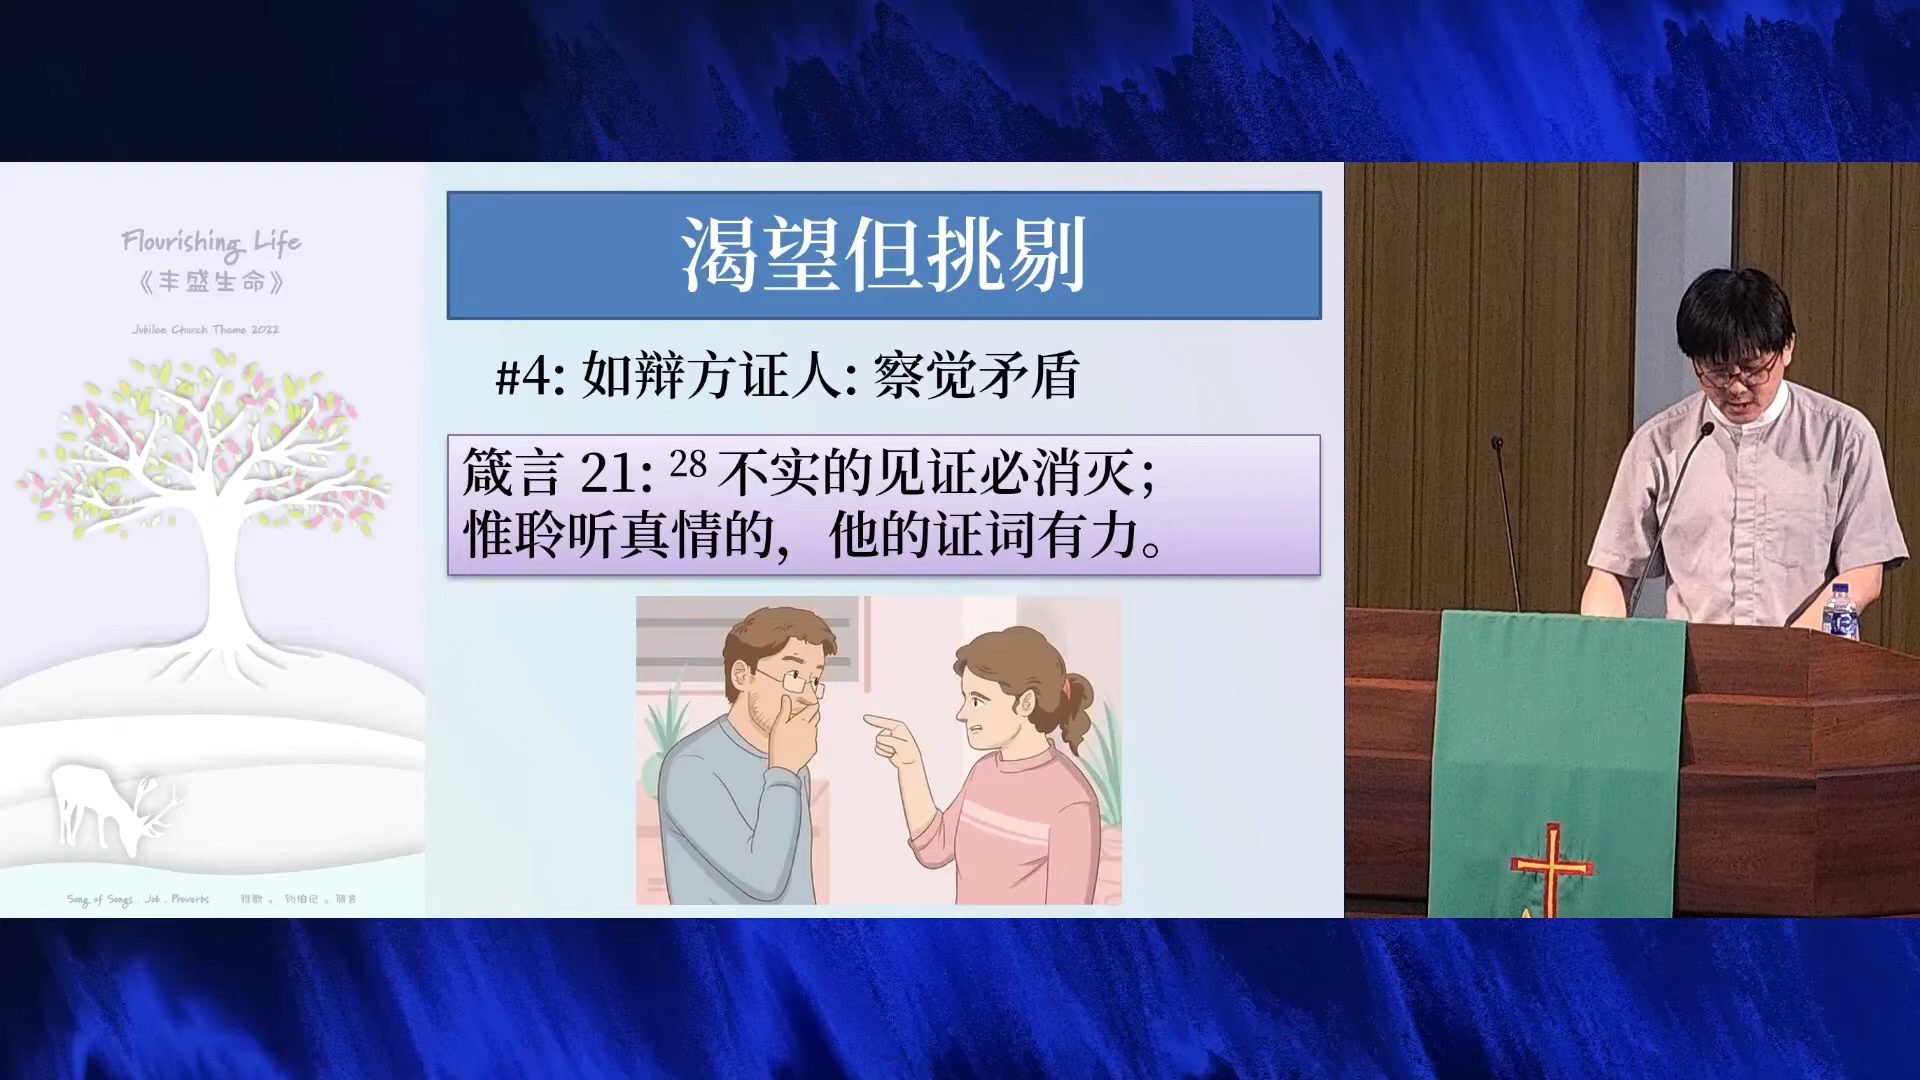 Flourishing Life
《丰盛生命》
Jubilee Church Theme 2022
Song of Songs . Job . Proverbs 雅歌 。 约伯记 。 箴言
渴望但挑剔
#4: 如辩方证人: 察觉矛盾
箴言 21: 28 不实的见证必消灭；
惟聆听真情的，他的证词有力。